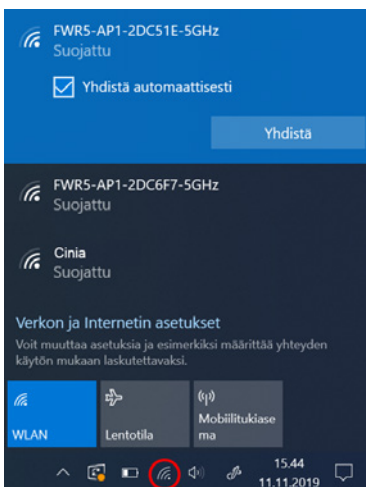 FWR5-AP1-2DC51E-5GHz
Suojattu
Yhdistä automaattisesti
Yhdistä
FWR5-AP1-2DC6F7-5GHz
Suojattu
Cinia
Suojattu
Verkon ja Internetin asetukset
Voit muuttaa asetuksia ja esimerkiksi määrittää yhteyden
käytön mukaan laskutettavaksi.
WLAN
Lentotila
Mobiilitukiase
ma
15.44
11.11.2019